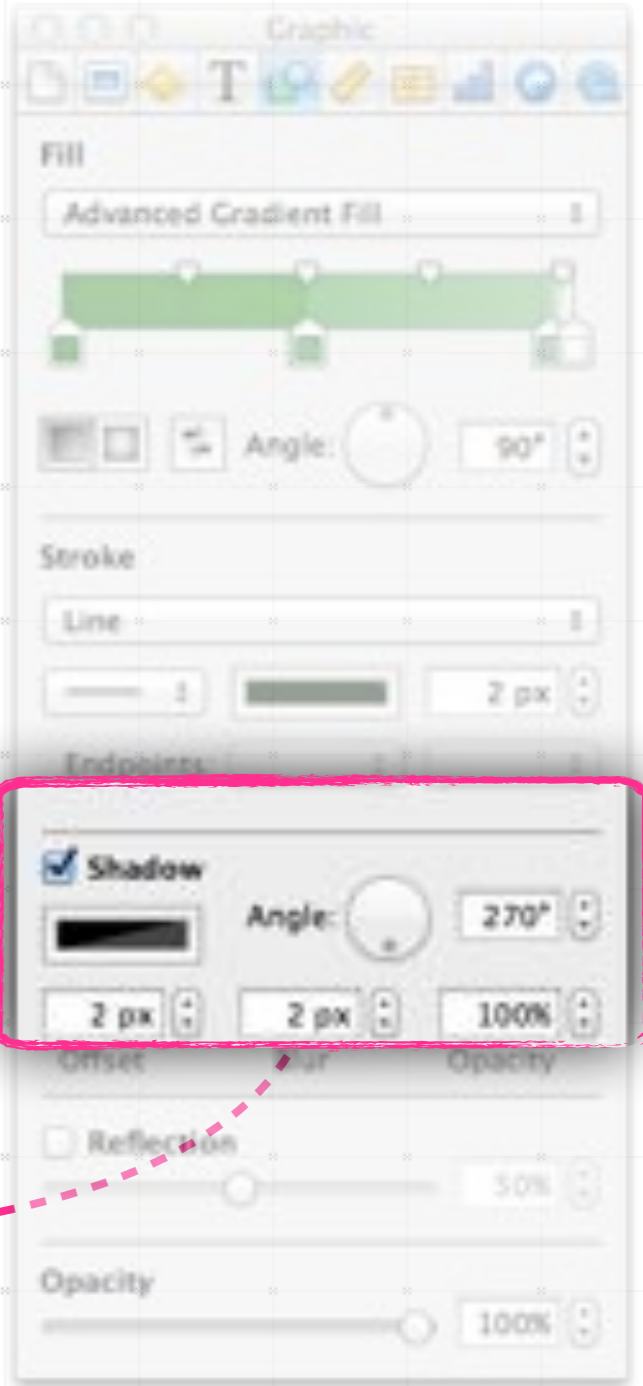 Graphic
T
Fill
Advanced Gradient Fill
Angle: 90°
Stroke
Line
2 px
Endpoints:
Shadow
Angle: 270°
2 px 2 px 100%
Offset Blur Opacity
Reflection
50%
Opacity
100%